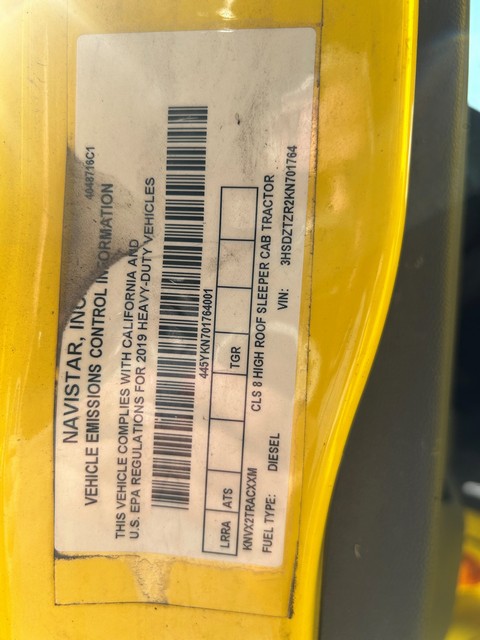 4048716C1
NAVISTAR, INC.
VEHICLE EMISSIONS CONTROL INFORMATION
THIS VEHICLE COMPLIES WITH CALIFORNIA AND
U.S. EPA REGULATIONS FOR 2019 HEAVY-DUTY VEHICLES
445YKN701764001
LRRA ATS TGR
KNVX2TRACXXM CLS 8 HIGH ROOF SLEEPER CAB TRACTOR
FUEL TYPE: DIESEL VIN: 3HSDZTZR2KN701764